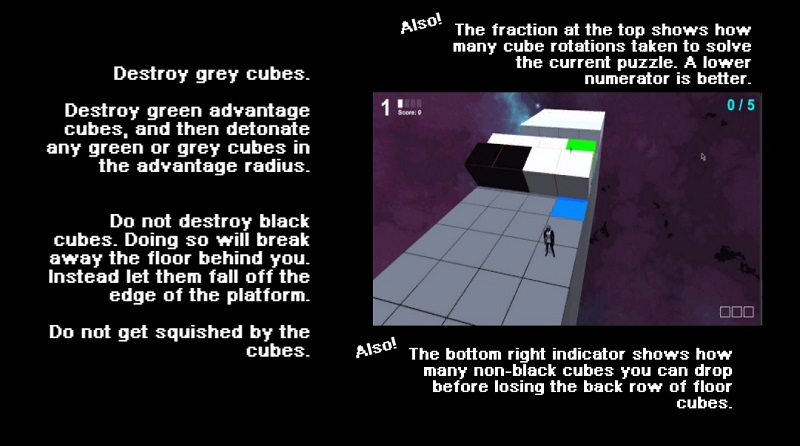 Destroy grey cubes.
Destroy green advantage
cubes, and then detonate
any green or grey cubes in
the advantage radius.
Do not destroy black
cubes. Doing so will break
away the floor behind you.
Instead let them fall off the
edge of the platform.
Do not get squished by the
cubes.
Also!
The fraction at the top shows how
many cube rotations taken to solve
the current puzzle. A lower
numerator is better.
1
Score: 0
0 / 5
Also!
The bottom right indicator shows how
many non-black cubes you can drop
before losing the back row of floor
cubes.